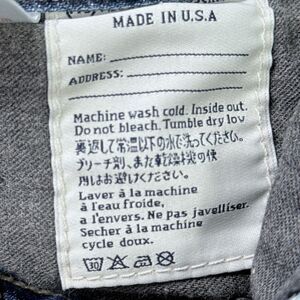 MADE IN U.S.A
NAME:
ADDRESS:
Machine wash cold. Inside out.
Do not bleach. Tumble dry low
裏返して常温以下の水で洗ってください。
ブリーチ剤、また乾燥機の使
用はお避けください。
Laver à la machine
à l'eau froide,
a l'envers. Ne pas javelliser.
Secher à la machine
cycle doux.
30